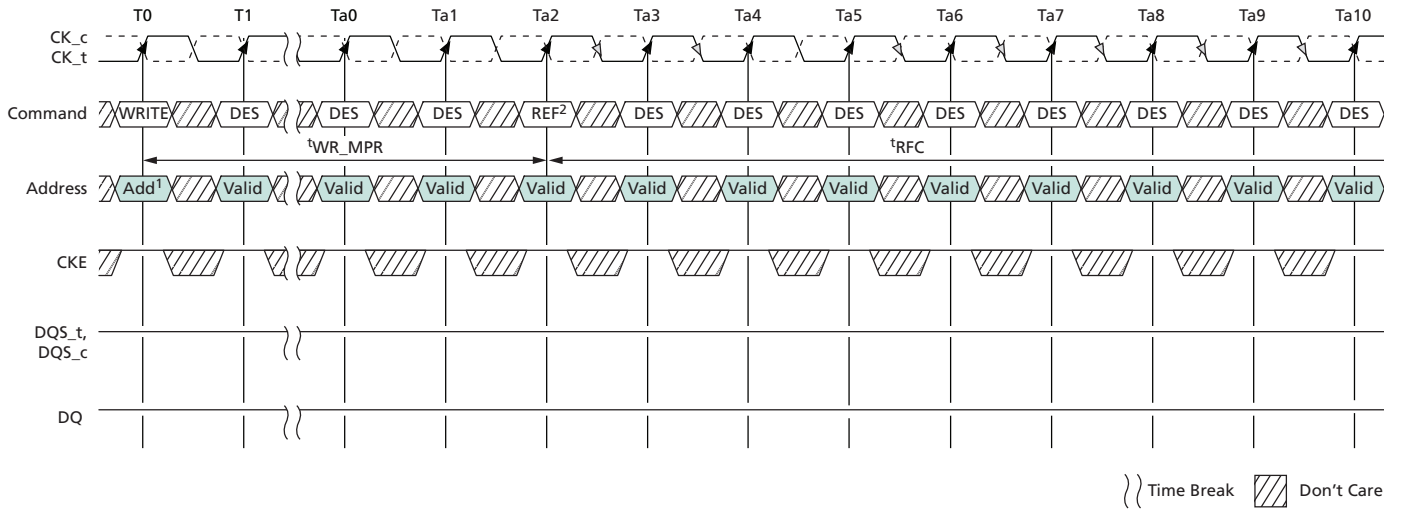 T0 T1 Ta0 Ta1 Ta2 Ta3 Ta4 Ta5 Ta6 Ta7 Ta8 Ta9 Ta10
CK_c
CK_t
Command WRITE DES DES DES REF2 DES DES DES DES DES DES DES DES
tWR_MPR tRFC
Address Add1 Valid Valid Valid Valid Valid Valid Valid Valid Valid Valid Valid Valid
CKE
DQS_t,
DQS_c
DQ
Time Break Don't Care